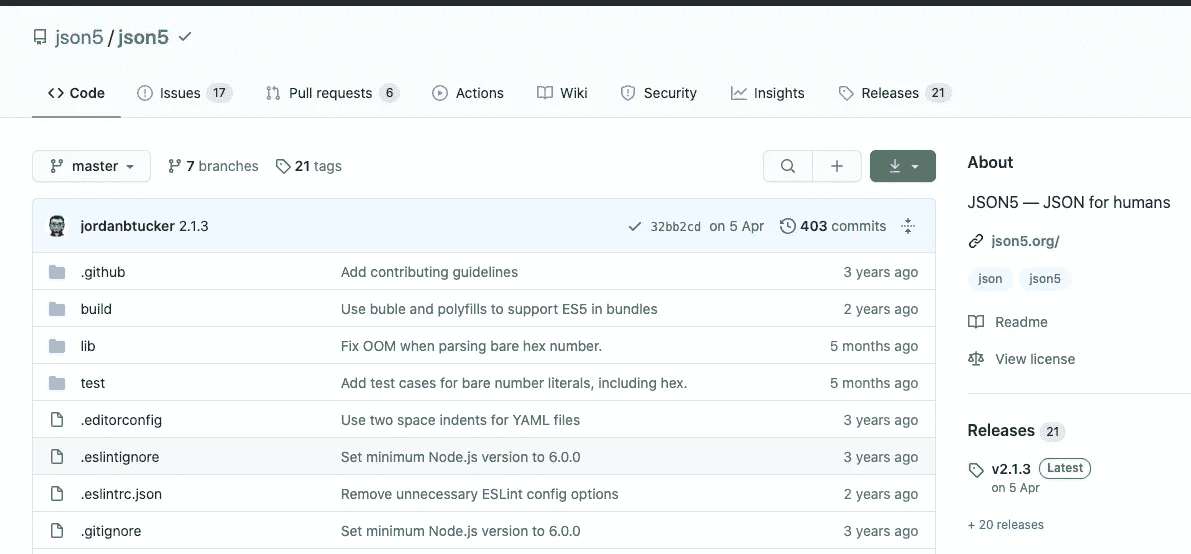 json5 / json5
Code Issues 17 Pull requests 6 Actions Wiki Security Insights Releases 21
master 7 branches 21 tags
jordanbtucker 2.1.3 32bb2cd on 5 Apr 403 commits
.github Add contributing guidelines 3 years ago
build Use buble and polyfills to support ES5 in bundles 2 years ago
lib Fix OOM when parsing bare hex number. 5 months ago
test Add test cases for bare number literals, including hex. 5 months ago
.editorconfig Use two space indents for YAML files 3 years ago
.eslintignore Set minimum Node.js version to 6.0.0 3 years ago
.eslintrc.json Remove unnecessary ESLint config options 2 years ago
.gitignore Set minimum Node.js version to 6.0.0 3 years ago
About
JSON5 — JSON for humans
json5.org/
json json5
Readme
View license
Releases 21
v2.1.3 Latest
on 5 Apr
+ 20 releases